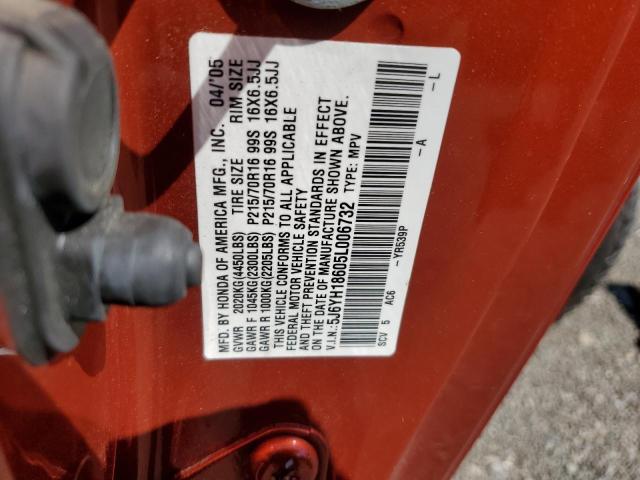 MFD. BY HONDA OF AMERICA MFG., INC. 04/'05
GVWR 2020KG(4450LBS) TIRE SIZE RIM SIZE
GAWR F 1045KG(2300LBS) P215/70R16 99S 16X6.5JJ
GAWR R 1000KG(2205LBS) P215/70R16 99S 16X6.5JJ
THIS VEHICLE CONFORMS TO ALL APPLICABLE
FEDERAL MOTOR VEHICLE SAFETY
AND THEFT PREVENTION STANDARDS IN EFFECT
ON THE DATE OF MANUFACTURE SHOWN ABOVE.
V.I.N.:5J6YH18605L006732 TYPE: MPV
SCV 5 AC6 -YR539P -A -L